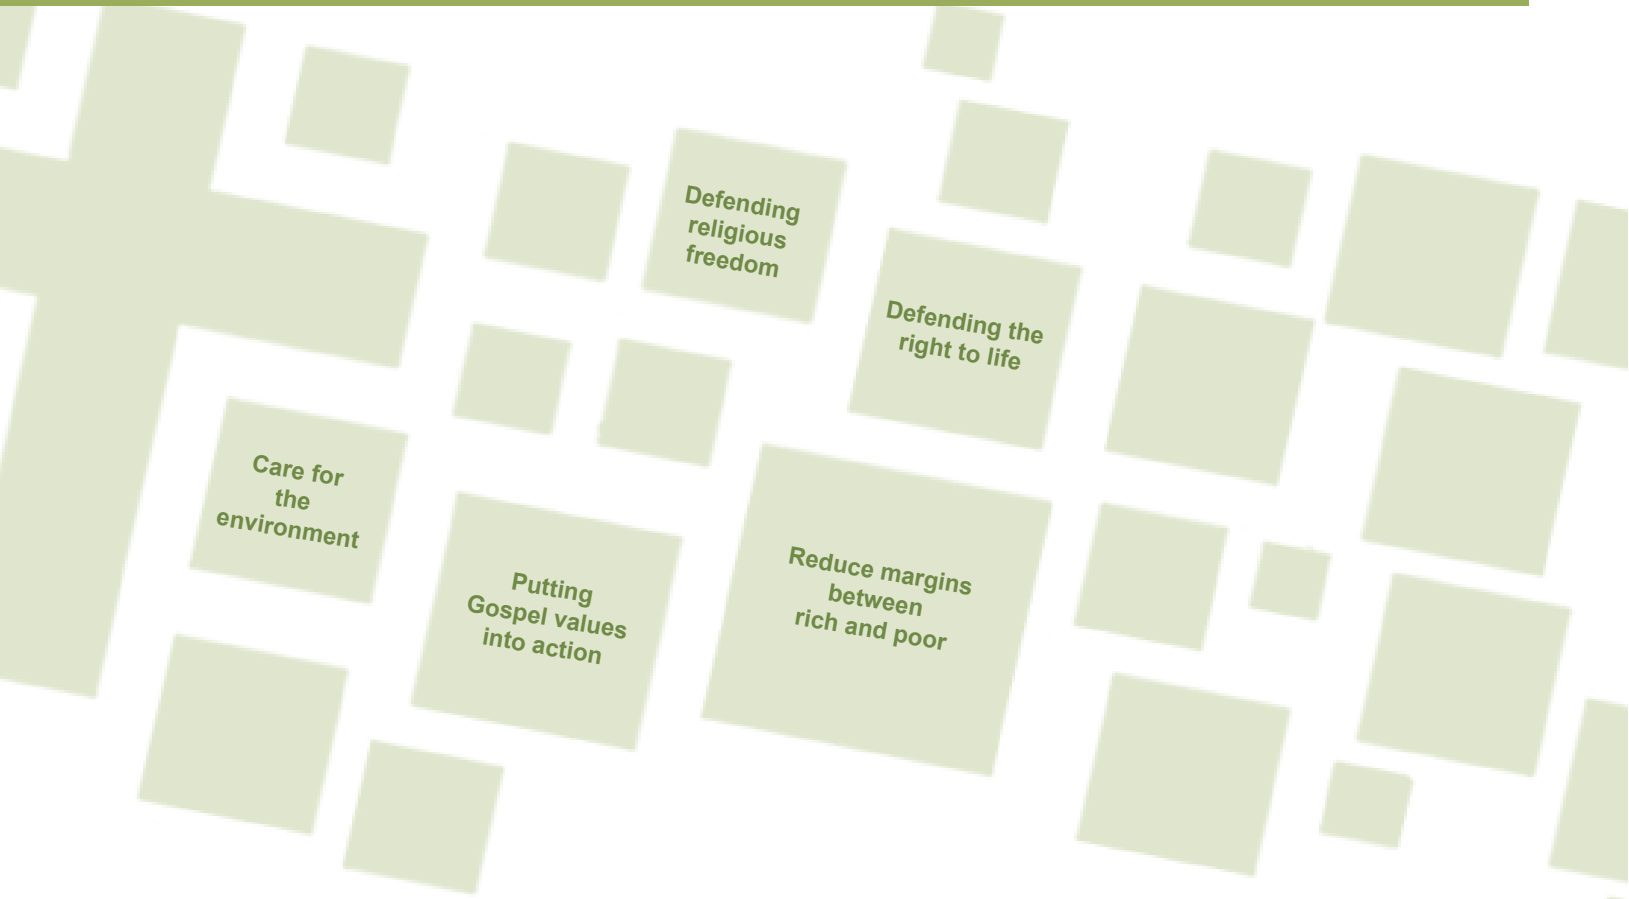 Defending
religious
freedom
Defending the
right to life
Care for
the
environment
Putting
Gospel values
into action
Reduce margins
between
rich and poor